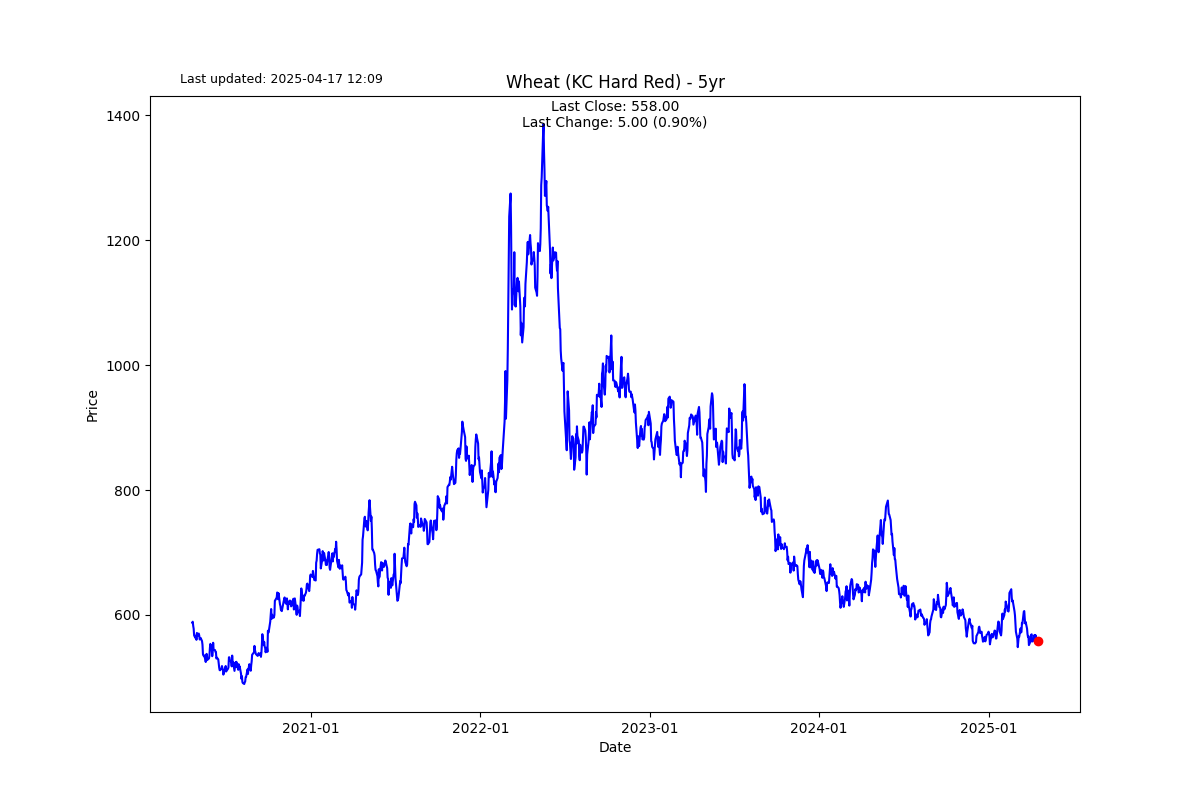 Last updated: 2025-04-17 12:09
Wheat (KC Hard Red) - 5yr
Last Close: 558.00
Last Change: 5.00 (0.90%)
1400
1200
1000
800
600
Price
2021-01
2022-01
2023-01
2024-01
2025-01
Date